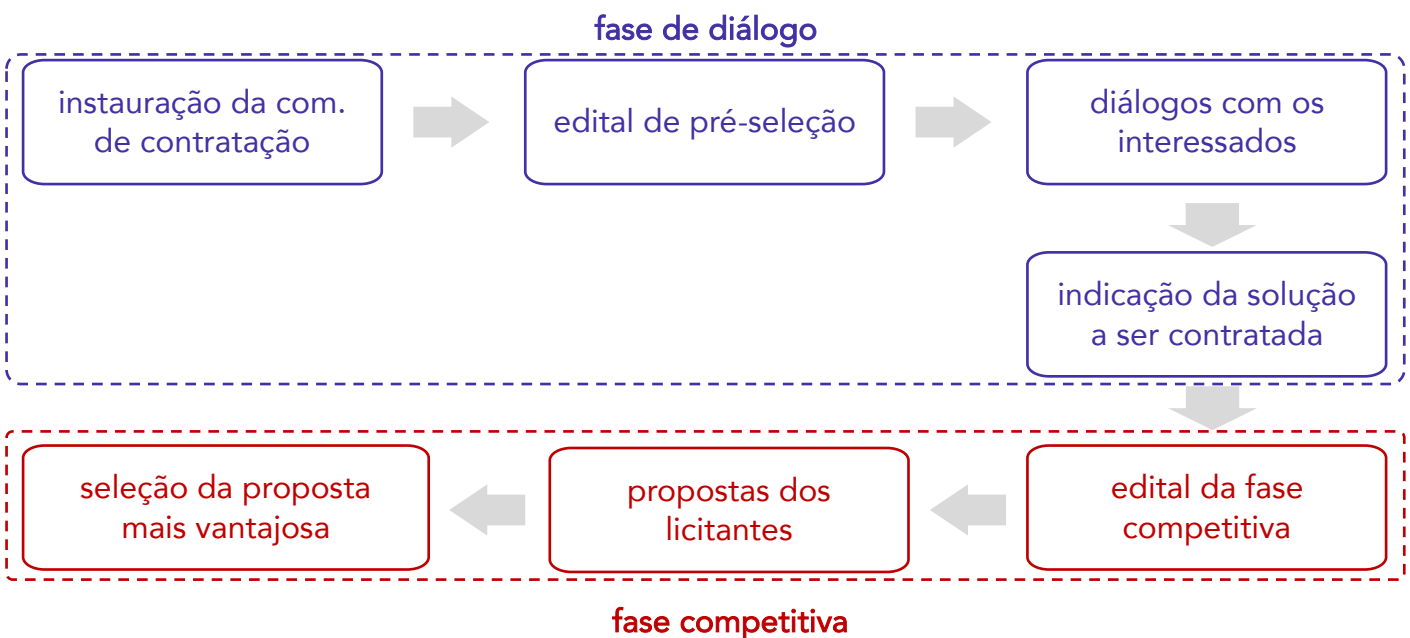 fase de diálogo
instauração da com.
de contratação
edital de pré-seleção
diálogos com os
interessados
indicação da solução
a ser contratada
edital da fase
competitiva
propostas dos
licitantes
seleção da proposta
mais vantajosa
fase competitiva